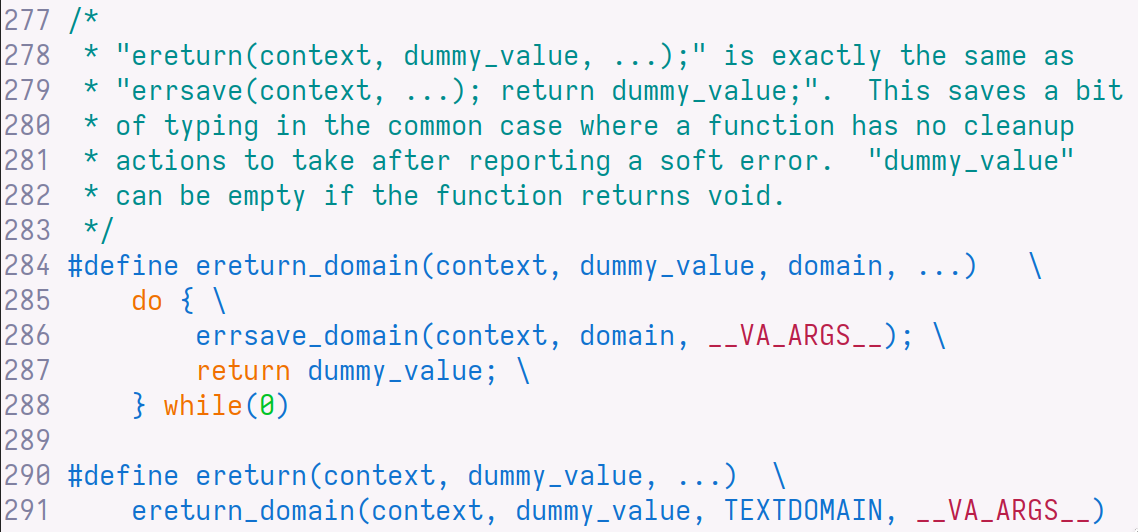 277 /*
278  * "ereturn(context, dummy_value, ...);" is exactly the same as
279  * "errsave(context, ...); return dummy_value;".  This saves a bit
280  * of typing in the common case where a function has no cleanup
281  * actions to take after reporting a soft error.  "dummy_value"
282  * can be empty if the function returns void.
283  */
284 #define ereturn_domain(context, dummy_value, domain, ...)   \
285     do { \
286         errsave_domain(context, domain, __VA_ARGS__); \
287         return dummy_value; \
288     } while(0)
289
290 #define ereturn(context, dummy_value, ...)  \
291     ereturn_domain(context, dummy_value, TEXTDOMAIN, __VA_ARGS__)